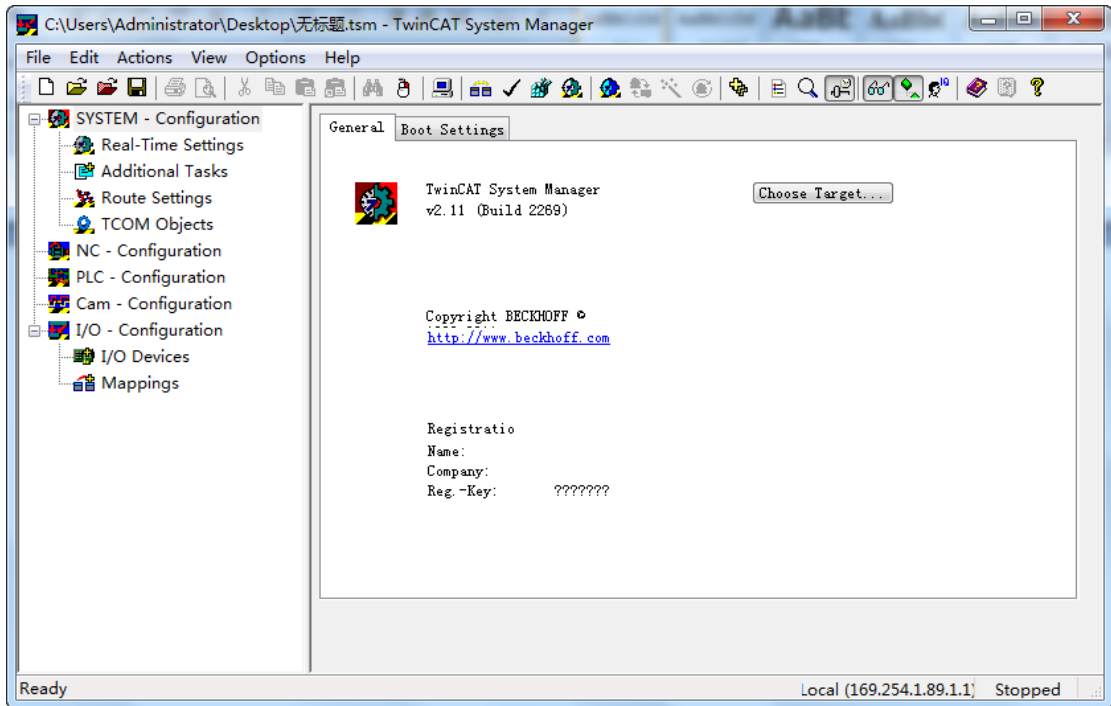 C:\Users\Administrator\Desktop\无标题.tsm - TwinCAT System Manager
File Edit Actions View Options Help
SYSTEM - Configuration
Real-Time Settings
Additional Tasks
Route Settings
TCOM Objects
NC - Configuration
PLC - Configuration
Cam - Configuration
I/O - Configuration
I/O Devices
Mappings
General Boot Settings
TwinCAT System Manager
v2.11 (Build 2269)
Choose Target...
Copyright BECKHOFF ©
http://www.beckhoff.com
Registratio
Name:
Company:
Reg.-Key: ???????
Ready
Local (169.254.1.89.1.1) Stopped